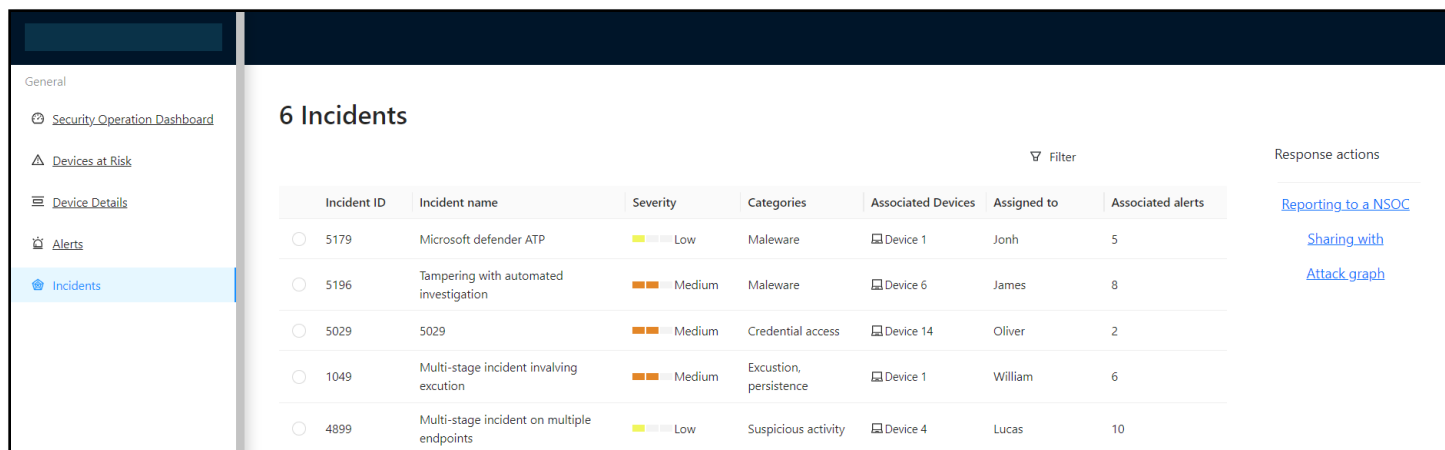 General
Security Operation Dashboard
Devices at Risk
Device Details
Alerts
Incidents
6 Incidents
Filter
Incident ID Incident name Severity Categories Associated Devices Assigned to Associated alerts
5179 Microsoft defender ATP Low Maleware Device 1 Jonh 5
5196 Tampering with automated
investigation Medium Maleware Device 6 James 8
5029 5029 Medium Credential access Device 14 Oliver 2
1049 Multi-stage incident invalving
excution Medium Excustion,
persistence Device 1 William 6
4899 Multi-stage incident on multiple
endpoints Low Suspicious activity Device 4 Lucas 10
Response actions
Reporting to a NSOC
Sharing with
Attack graph